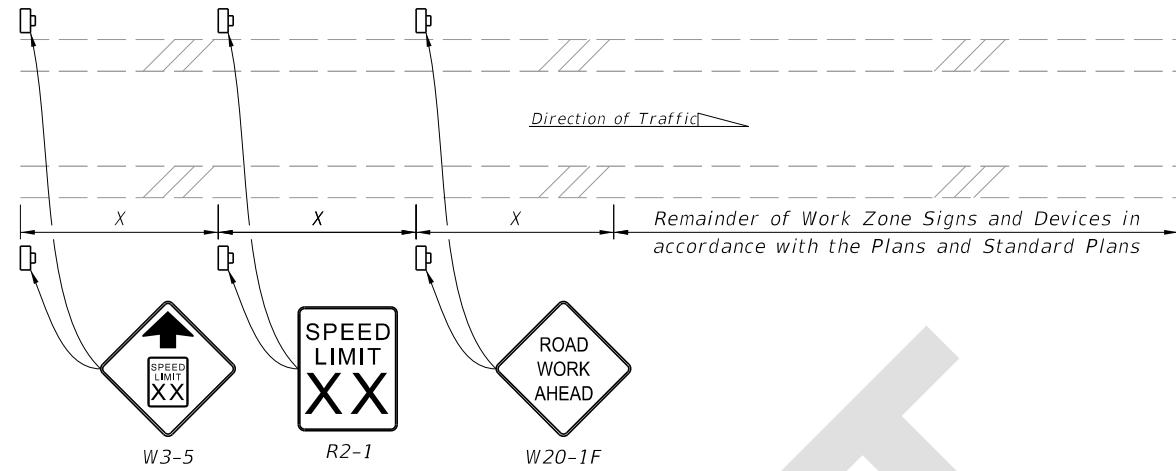 Direction of Traffic
X
X
X
Remainder of Work Zone Signs and Devices in
accordance with the Plans and Standard Plans
SPEED
LIMIT
XX
SPEED
LIMIT
XX
ROAD
WORK
AHEAD
W3-5
R2-1
W20-1F